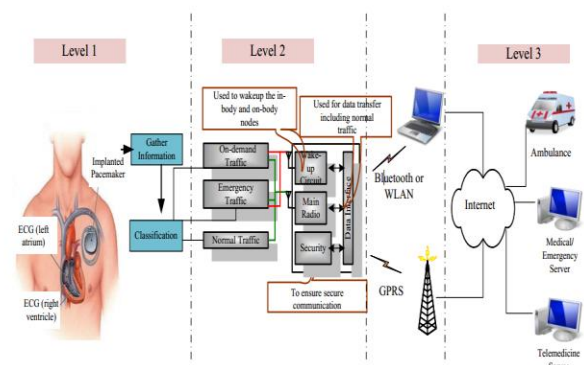 Level 1
Level 2
Level 3
Used to wakeup the in-
body and on-body
nodes
Used for data transfer
including normal
traffic
Gather
Information
Implanted
Pacemaker
On-demand
Traffic
Wake-
up
Circuit
Emergency
Traffic
Main
Radio
Data Interface
Classification
Normal Traffic
Security
ECG (left
atrium)
ECG (right
ventricle)
To ensure secure
communication
Bluetooth or
WLAN
GPRS
Internet
Ambulance
Medical/
Emergency
Server
Telemedicine